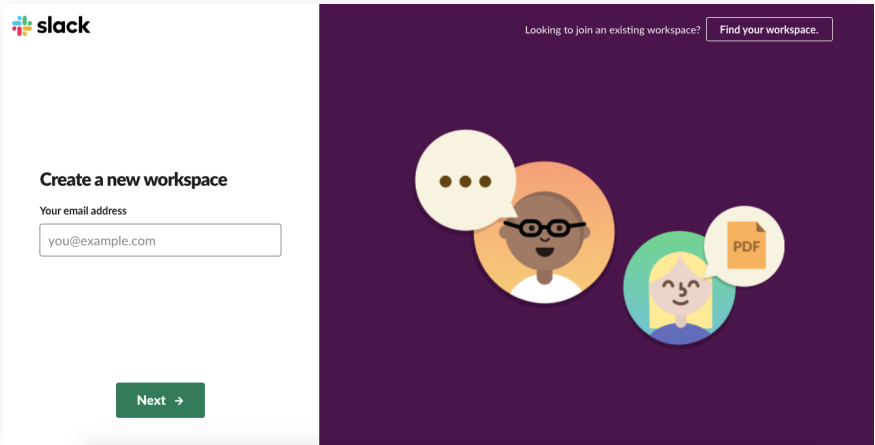 slack
Looking to join an existing workspace? Find your workspace.
Create a new workspace
Your email address
you@example.com
Next →
PDF